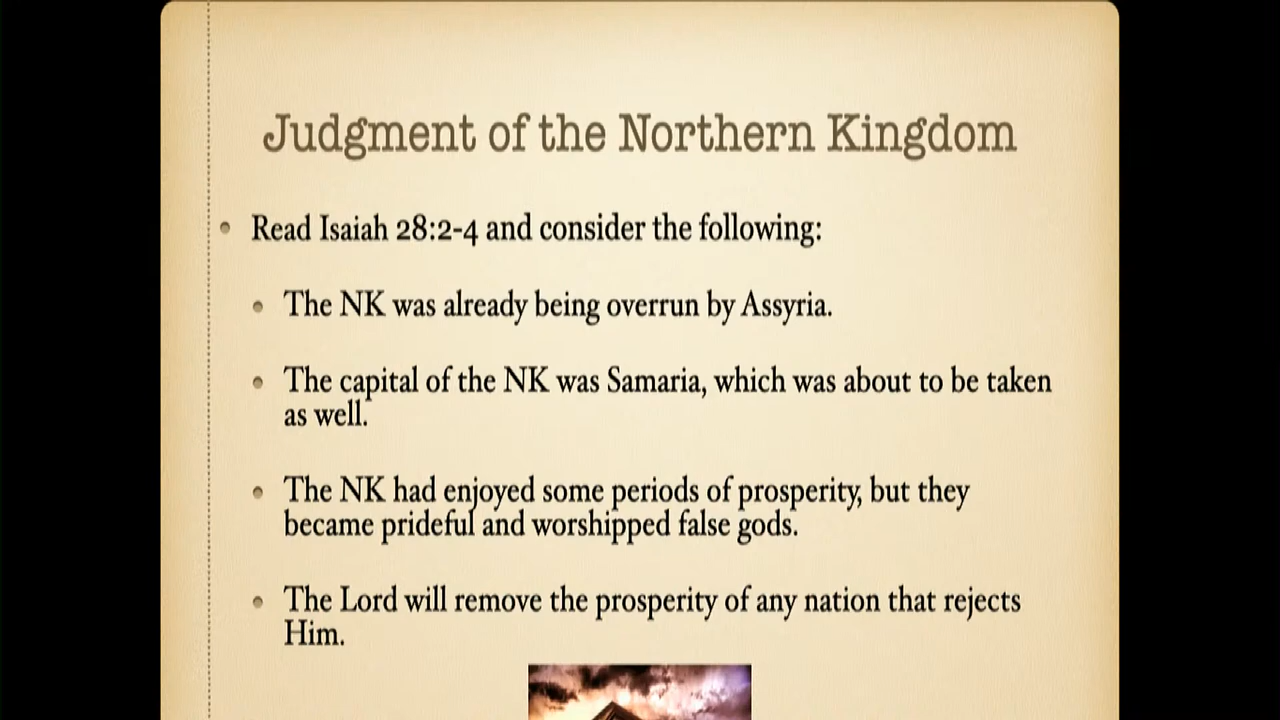 Judgment of the Northern Kingdom
Read Isaiah 28:2-4 and consider the following:
The NK was already being overrun by Assyria.
The capital of the NK was Samaria, which was about to be taken
as well.
The NK had enjoyed some periods of prosperity, but they
became prideful and worshipped false gods.
The Lord will remove the prosperity of any nation that rejects
Him.